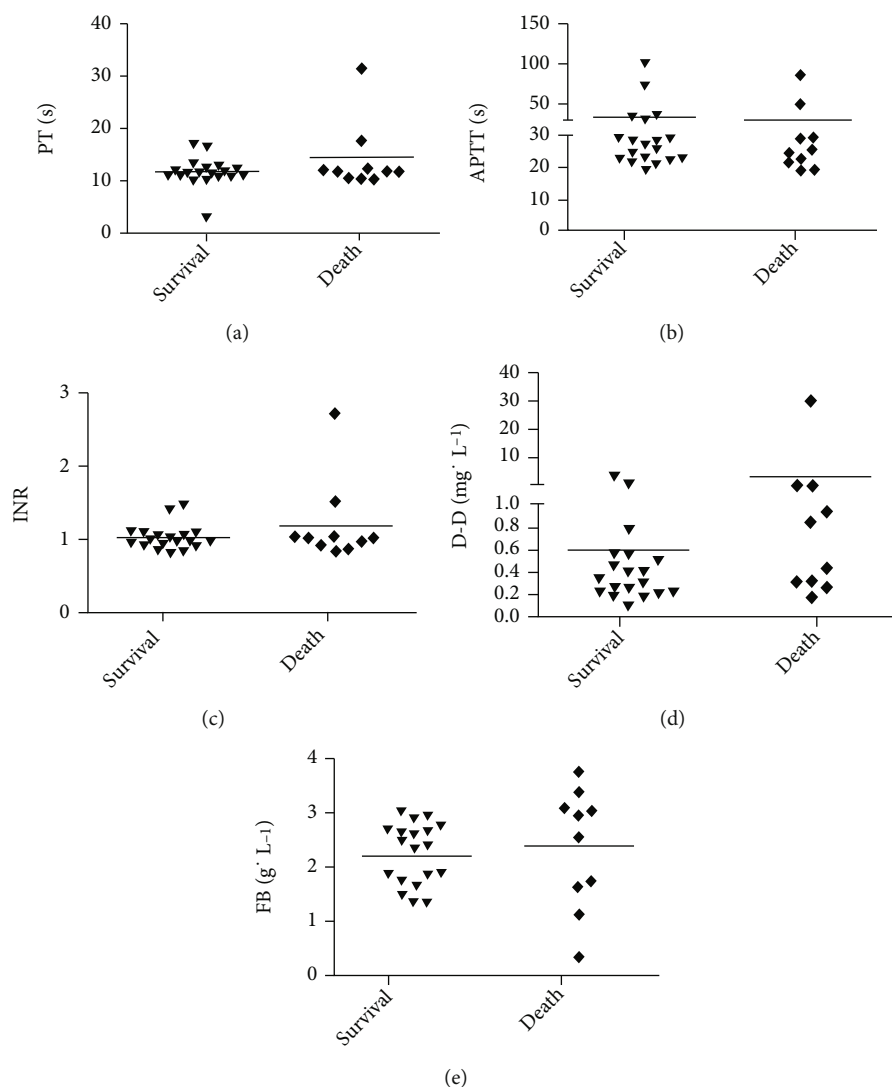 40
30
20
10
0
PT (s)
Survival
Death
(a)
150
100
50
30
20
10
0
APTT (s)
Survival
Death
(b)
3
2
1
0
INR
Survival
Death
(c)
40
30
20
10
1.0
0.8
0.6
0.4
0.2
0.0
D-D (mg· L–1)
Survival
Death
(d)
4
3
2
1
0
FB (g· L–1)
Survival
Death
(e)